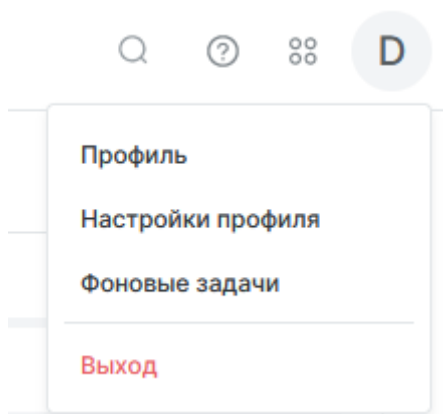 D
Профиль
Настройки профиля
Фоновые задачи
Выход